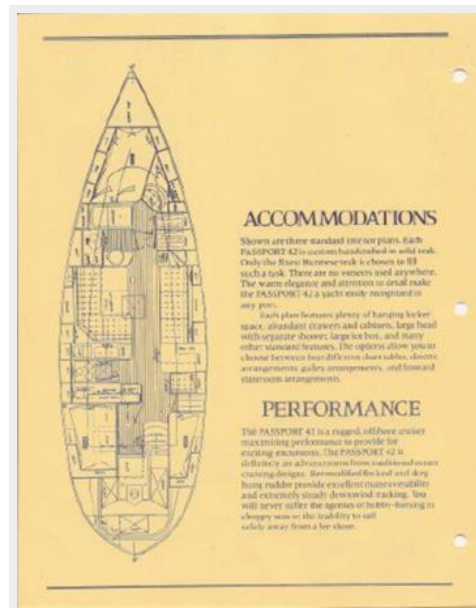 ACCOMMODATIONS
Shown are three standard interior plans. Each
PASSPORT 42 is custom handcrafted in solid teak.
Only the finest Burmese teak is chosen to fill
such a task. There are no veneers used anywhere.
The warm elegance and attention to detail make
the PASSPORT 42 a yacht easily recognized in
any port.
Each plan features plenty of hanging locker
space, abundant drawers and cabinets, large head
with separate shower, large ice box, and many
other standard features. The options allow you to
choose between four different chart tables, dinette
arrangements, galley arrangements, and forward
stateroom arrangements.
PERFORMANCE
The PASSPORT 42 is a rugged, offshore cruiser
maximizing performance to provide for
exciting excursions. The PASSPORT 42 is
definitely an advancement from traditional ocean
cruising designs. Her modified fin keel and skeg
hung rudder provide excellent maneuverability
and extremely steady downwind tracking. You
will never suffer the agonies of hobby-horsing in
choppy seas or the inability to sail
safely away from a lee shore.